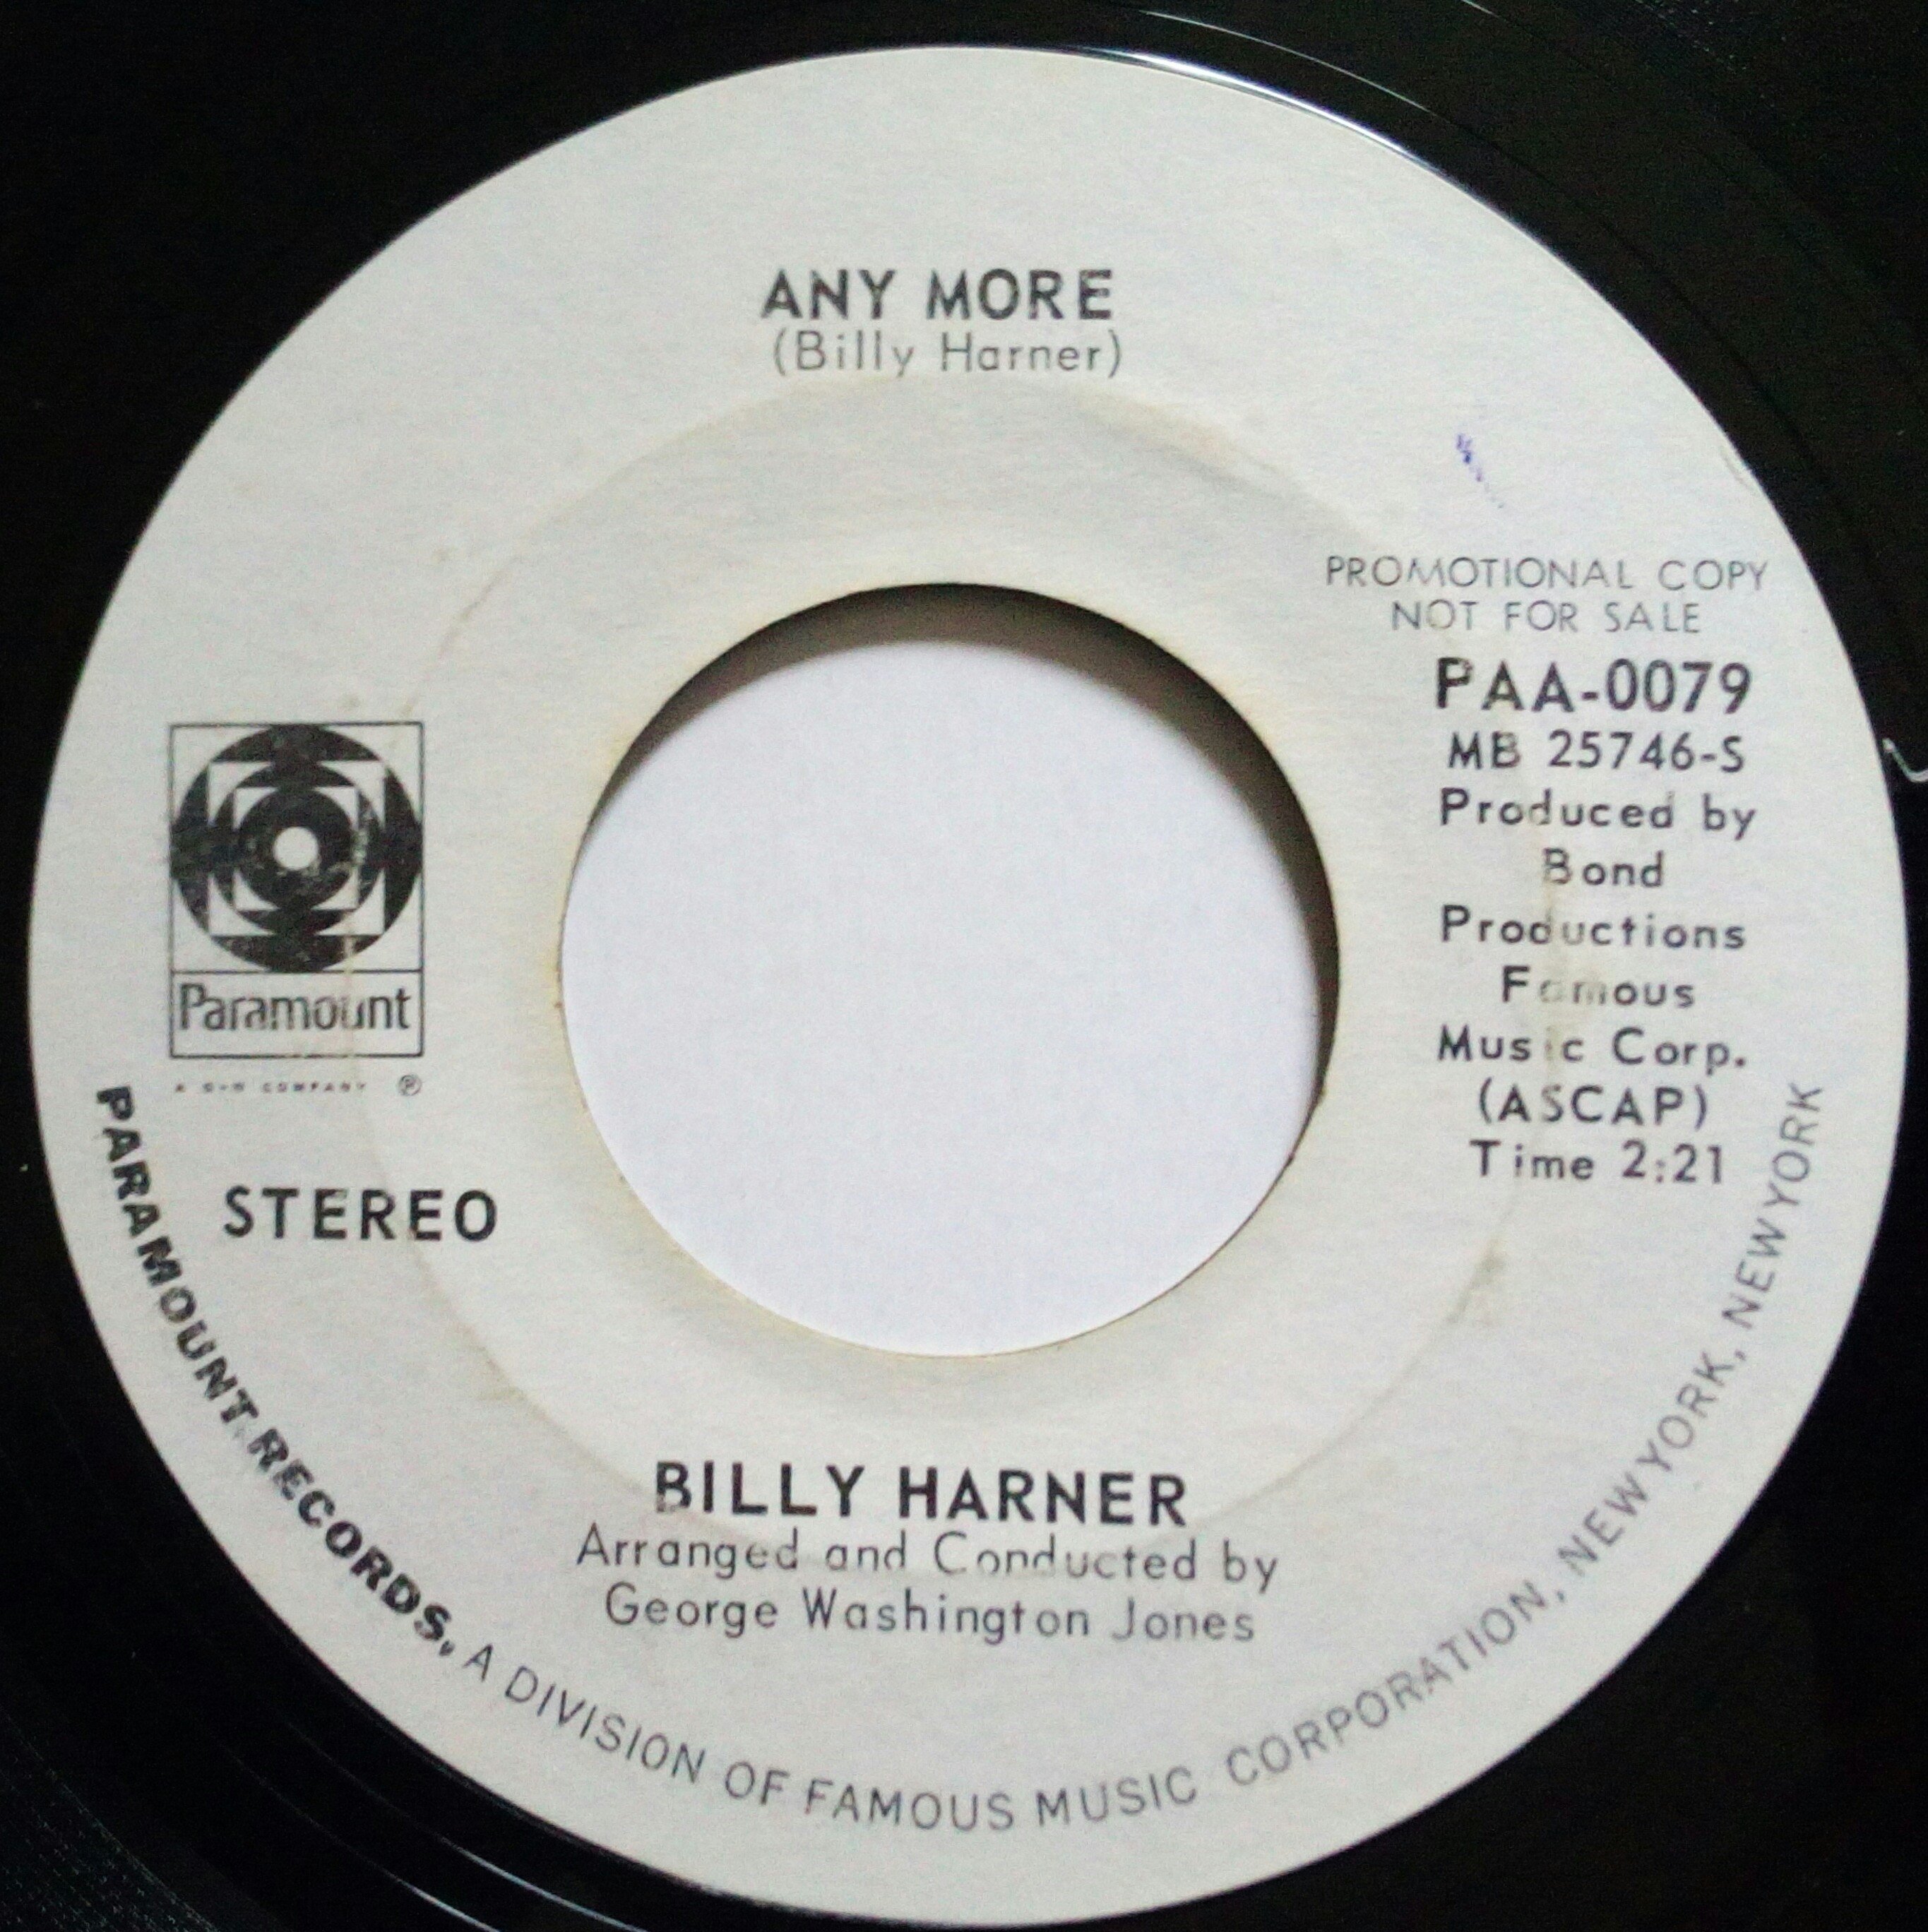 ANY MORE
(Billy Harner)
PROMOTIONAL COPY
NOT FOR SALE
PAA-0079
MB 25746-S
Produced by
Bond
Productions
Famous
Music Corp.
(ASCAP)
Time 2:21
Paramount
A G+W COMPANY ®
STEREO
BILLY HARNER
Arranged and Conducted by
George Washington Jones
PARAMOUNT RECORDS, A DIVISION OF FAMOUS MUSIC CORPORATION, NEW YORK, NEW YORK